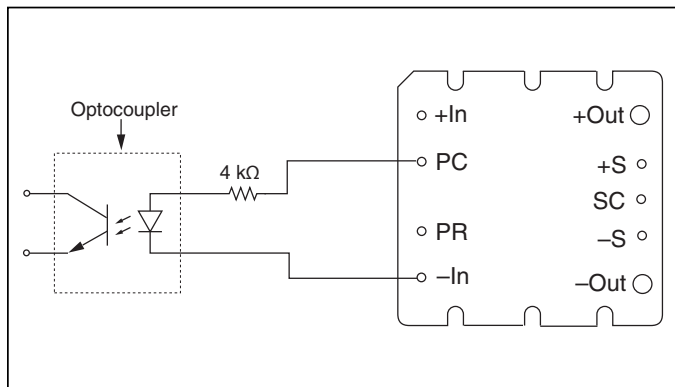 Optocoupler
4 kΩ
+In
PC
PR
–In
+Out
+S
SC
–S
–Out